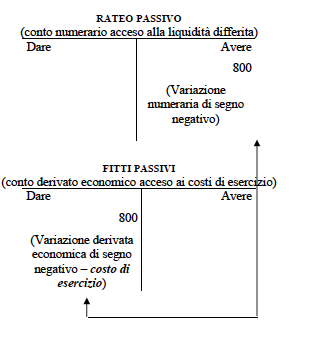 RATEO PASSIVO
(conto numerario acceso alla liquidità differita)
Dare Avere
800
(Variazione
numeraria di segno
negativo)
FITTI PASSIVI
(conto derivato economico acceso ai costi di esercizio)
Dare Avere
800
(Variazione derivata
economica di segno
negativo – costo di
esercizio)